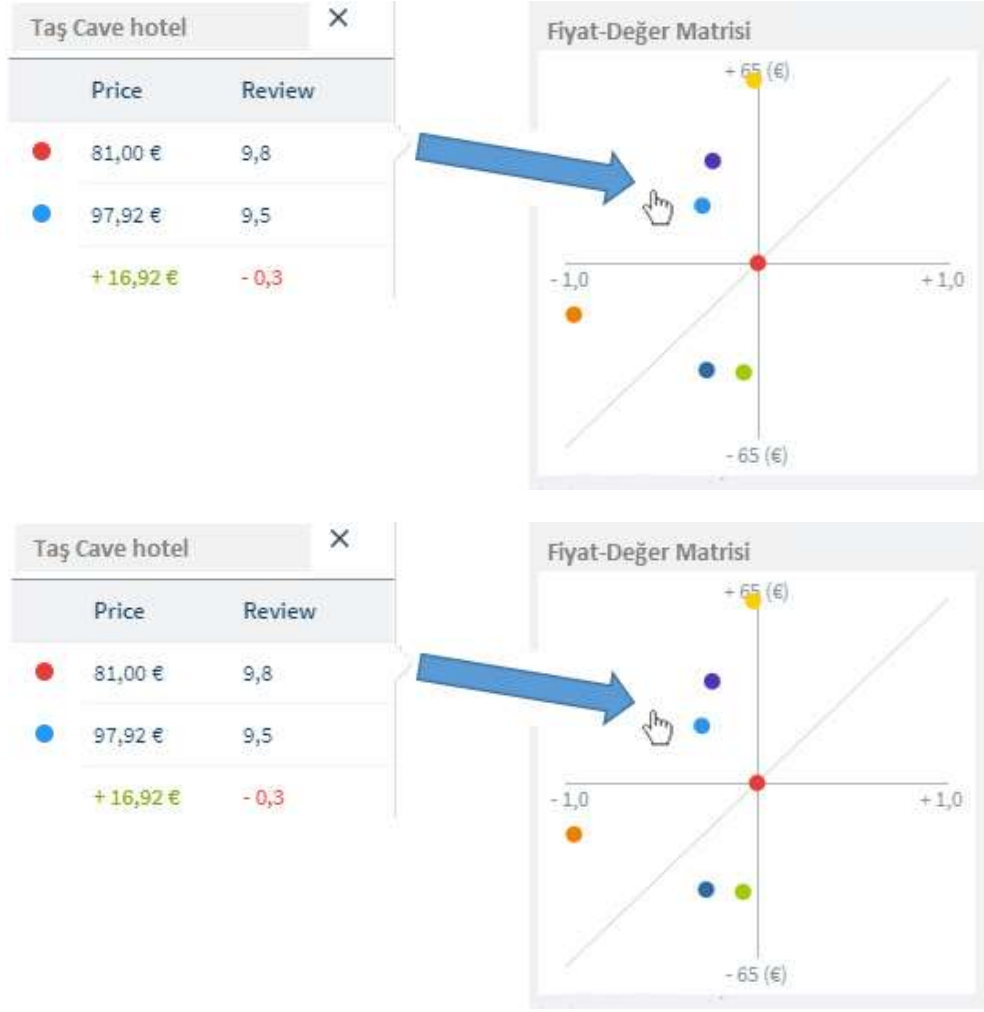 Taş Cave hotel ×
Price Review
81,00 € 9,8
97,92 € 9,5
+ 16,92 € - 0,3
Fiyat-Değer Matrisi
+ 65 (€)
- 1,0 + 1,0
- 65 (€)
Taş Cave hotel ×
Price Review
81,00 € 9,8
97,92 € 9,5
+ 16,92 € - 0,3
Fiyat-Değer Matrisi
+ 65 (€)
- 1,0 + 1,0
- 65 (€)